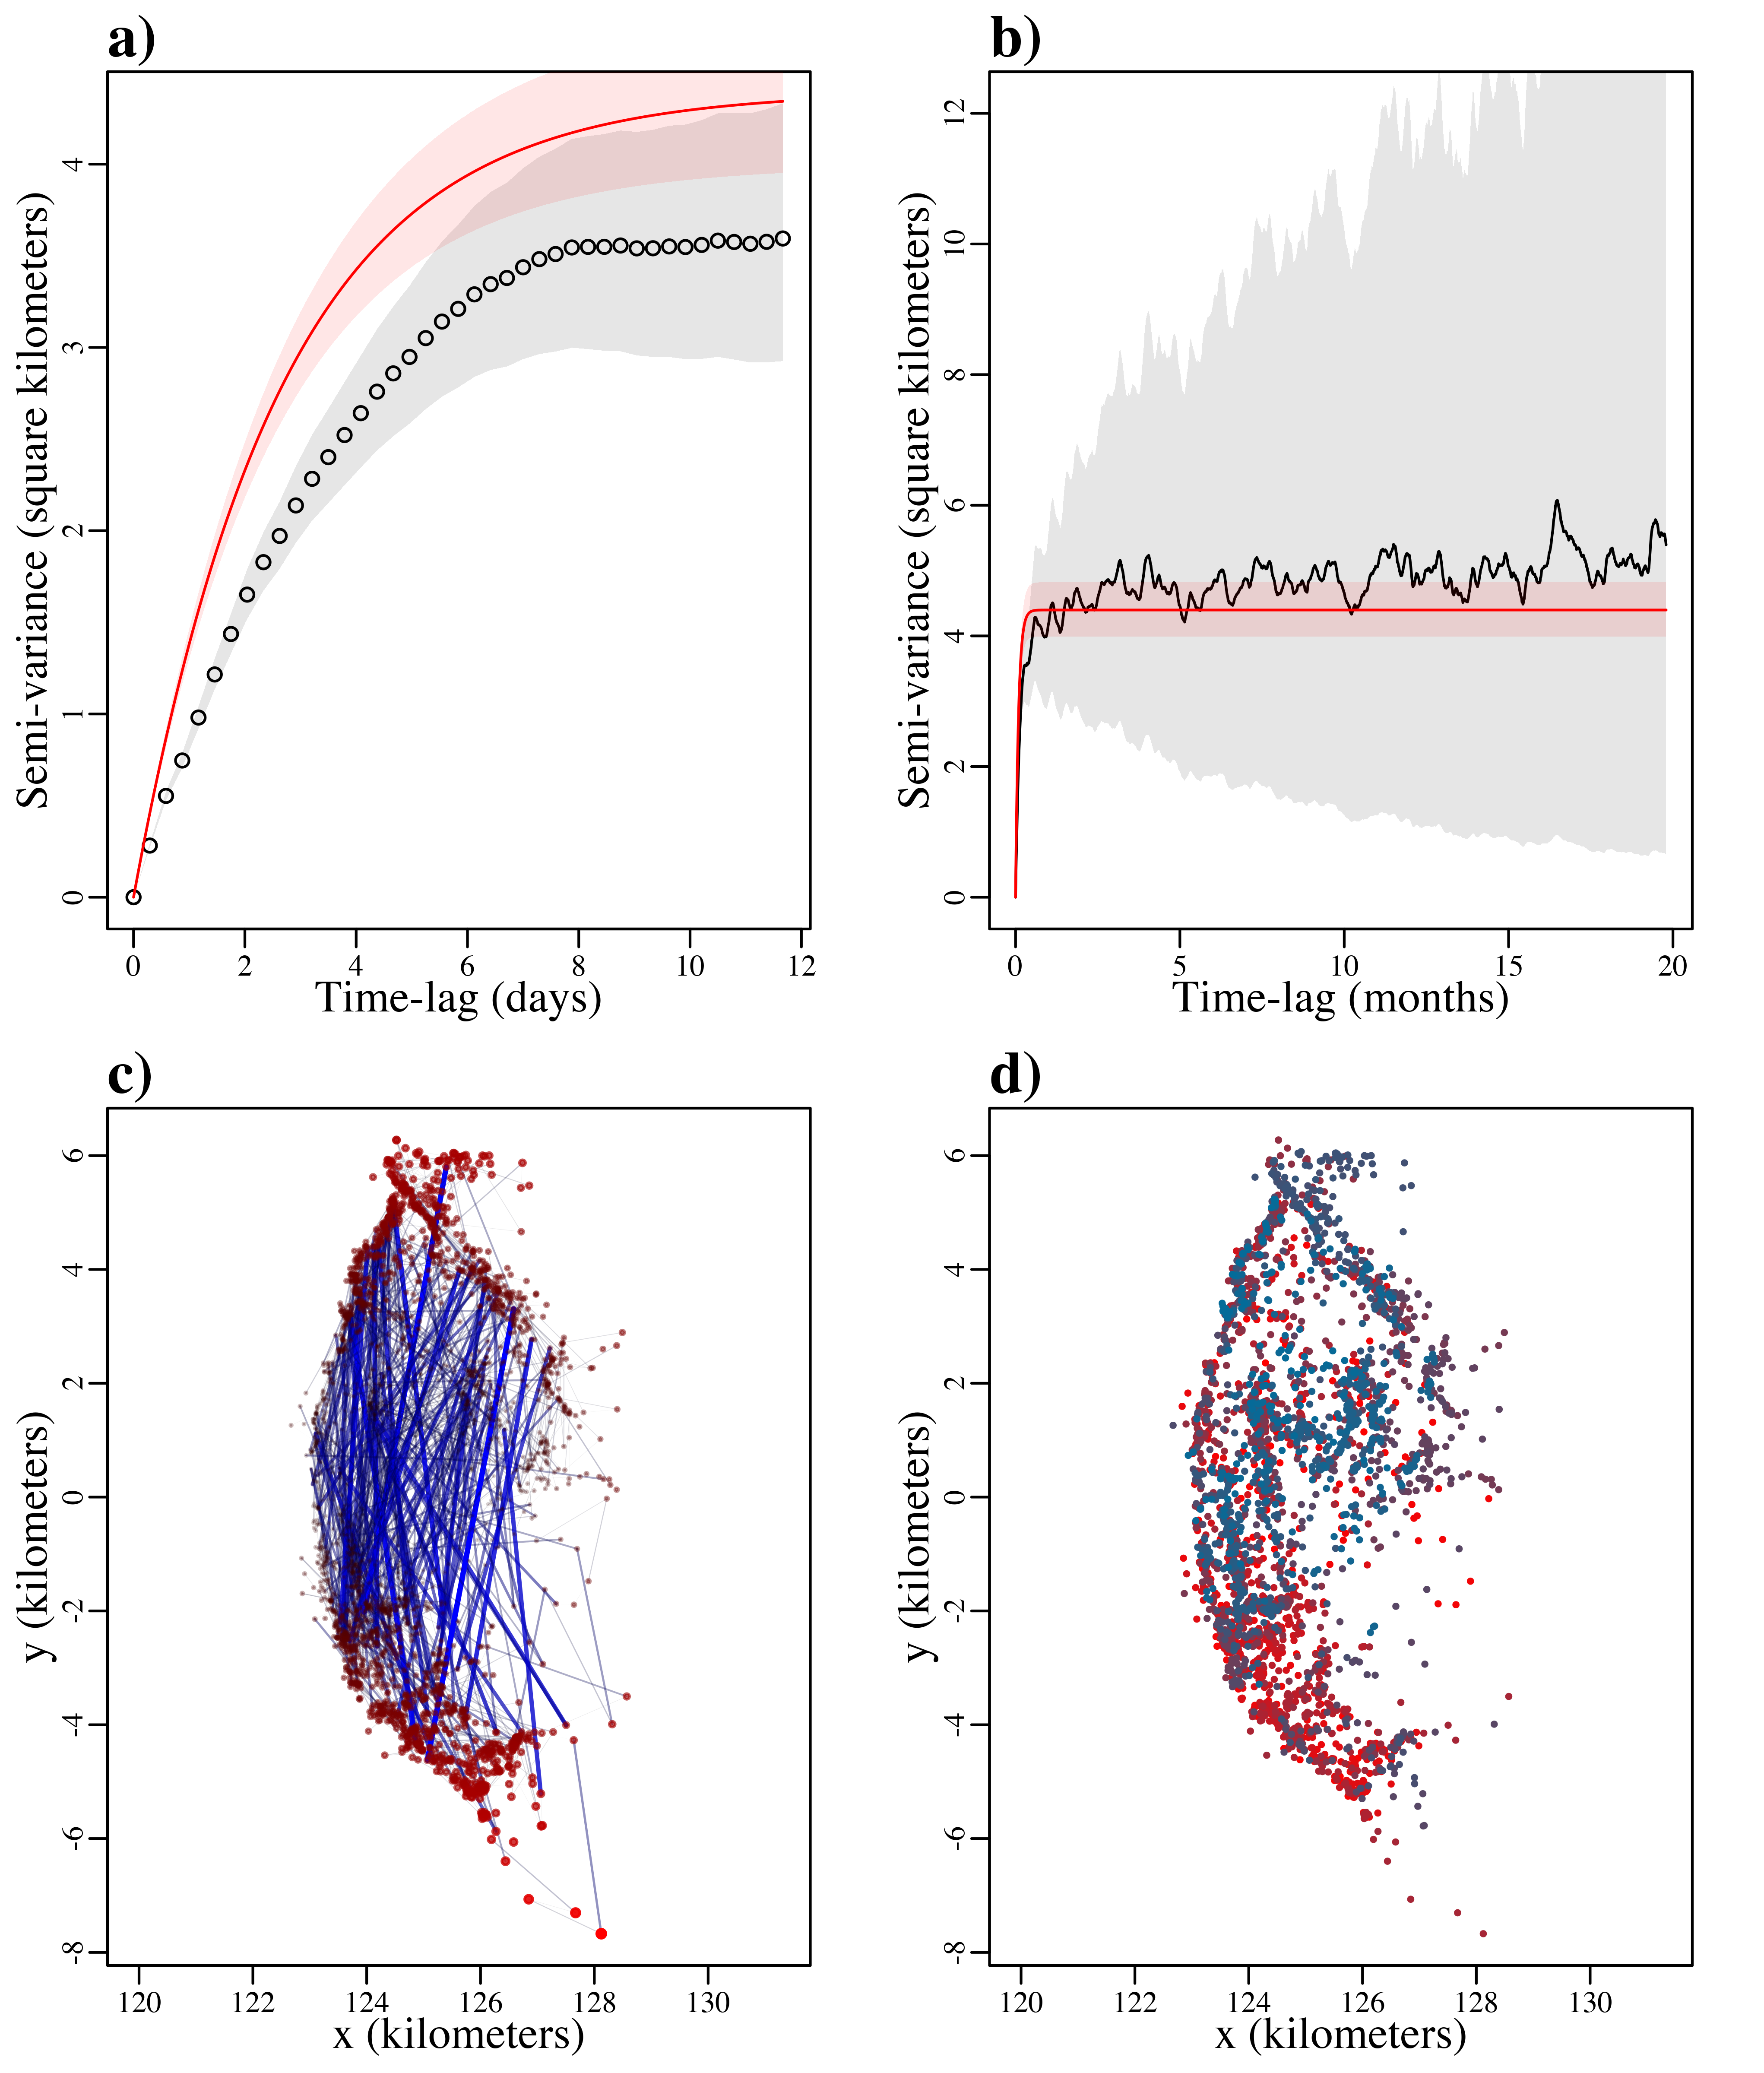 a)
Semi-variance (square kilometers)
4
3
2
1
0
0 2 4 6 8 10 12
Time-lag (days)
b)
Semi-variance (square kilometers)
12
10
8
6
4
2
0
0 5 10 15 20
Time-lag (months)
c)
y (kilometers)
6
4
2
0
-2
-4
-6
-8
120 122 124 126 128 130
x (kilometers)
d)
y (kilometers)
6
4
2
0
-2
-4
-6
-8
120 122 124 126 128 130
x (kilometers)